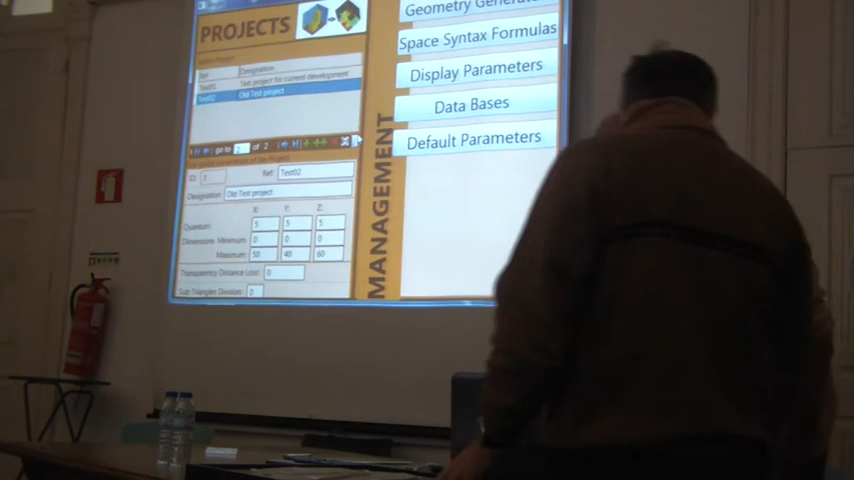 PROJECTS
Ref Designation
Test01 Test project for current development
Test02 Old Test project
go to 2 of 2
ID: 2 Ref: Test02
Designation: Old Test project
X: Y: Z:
Quantum: 5 5 5
Dimensions Minimum: 0 0 0
Maximum: 50 40 60
Transparency Distance Loss: 0
Sub Triangles Division: 0
MANAGEMENT
Space Syntax Formulas
Display Parameters
Data Bases
Default Parameters